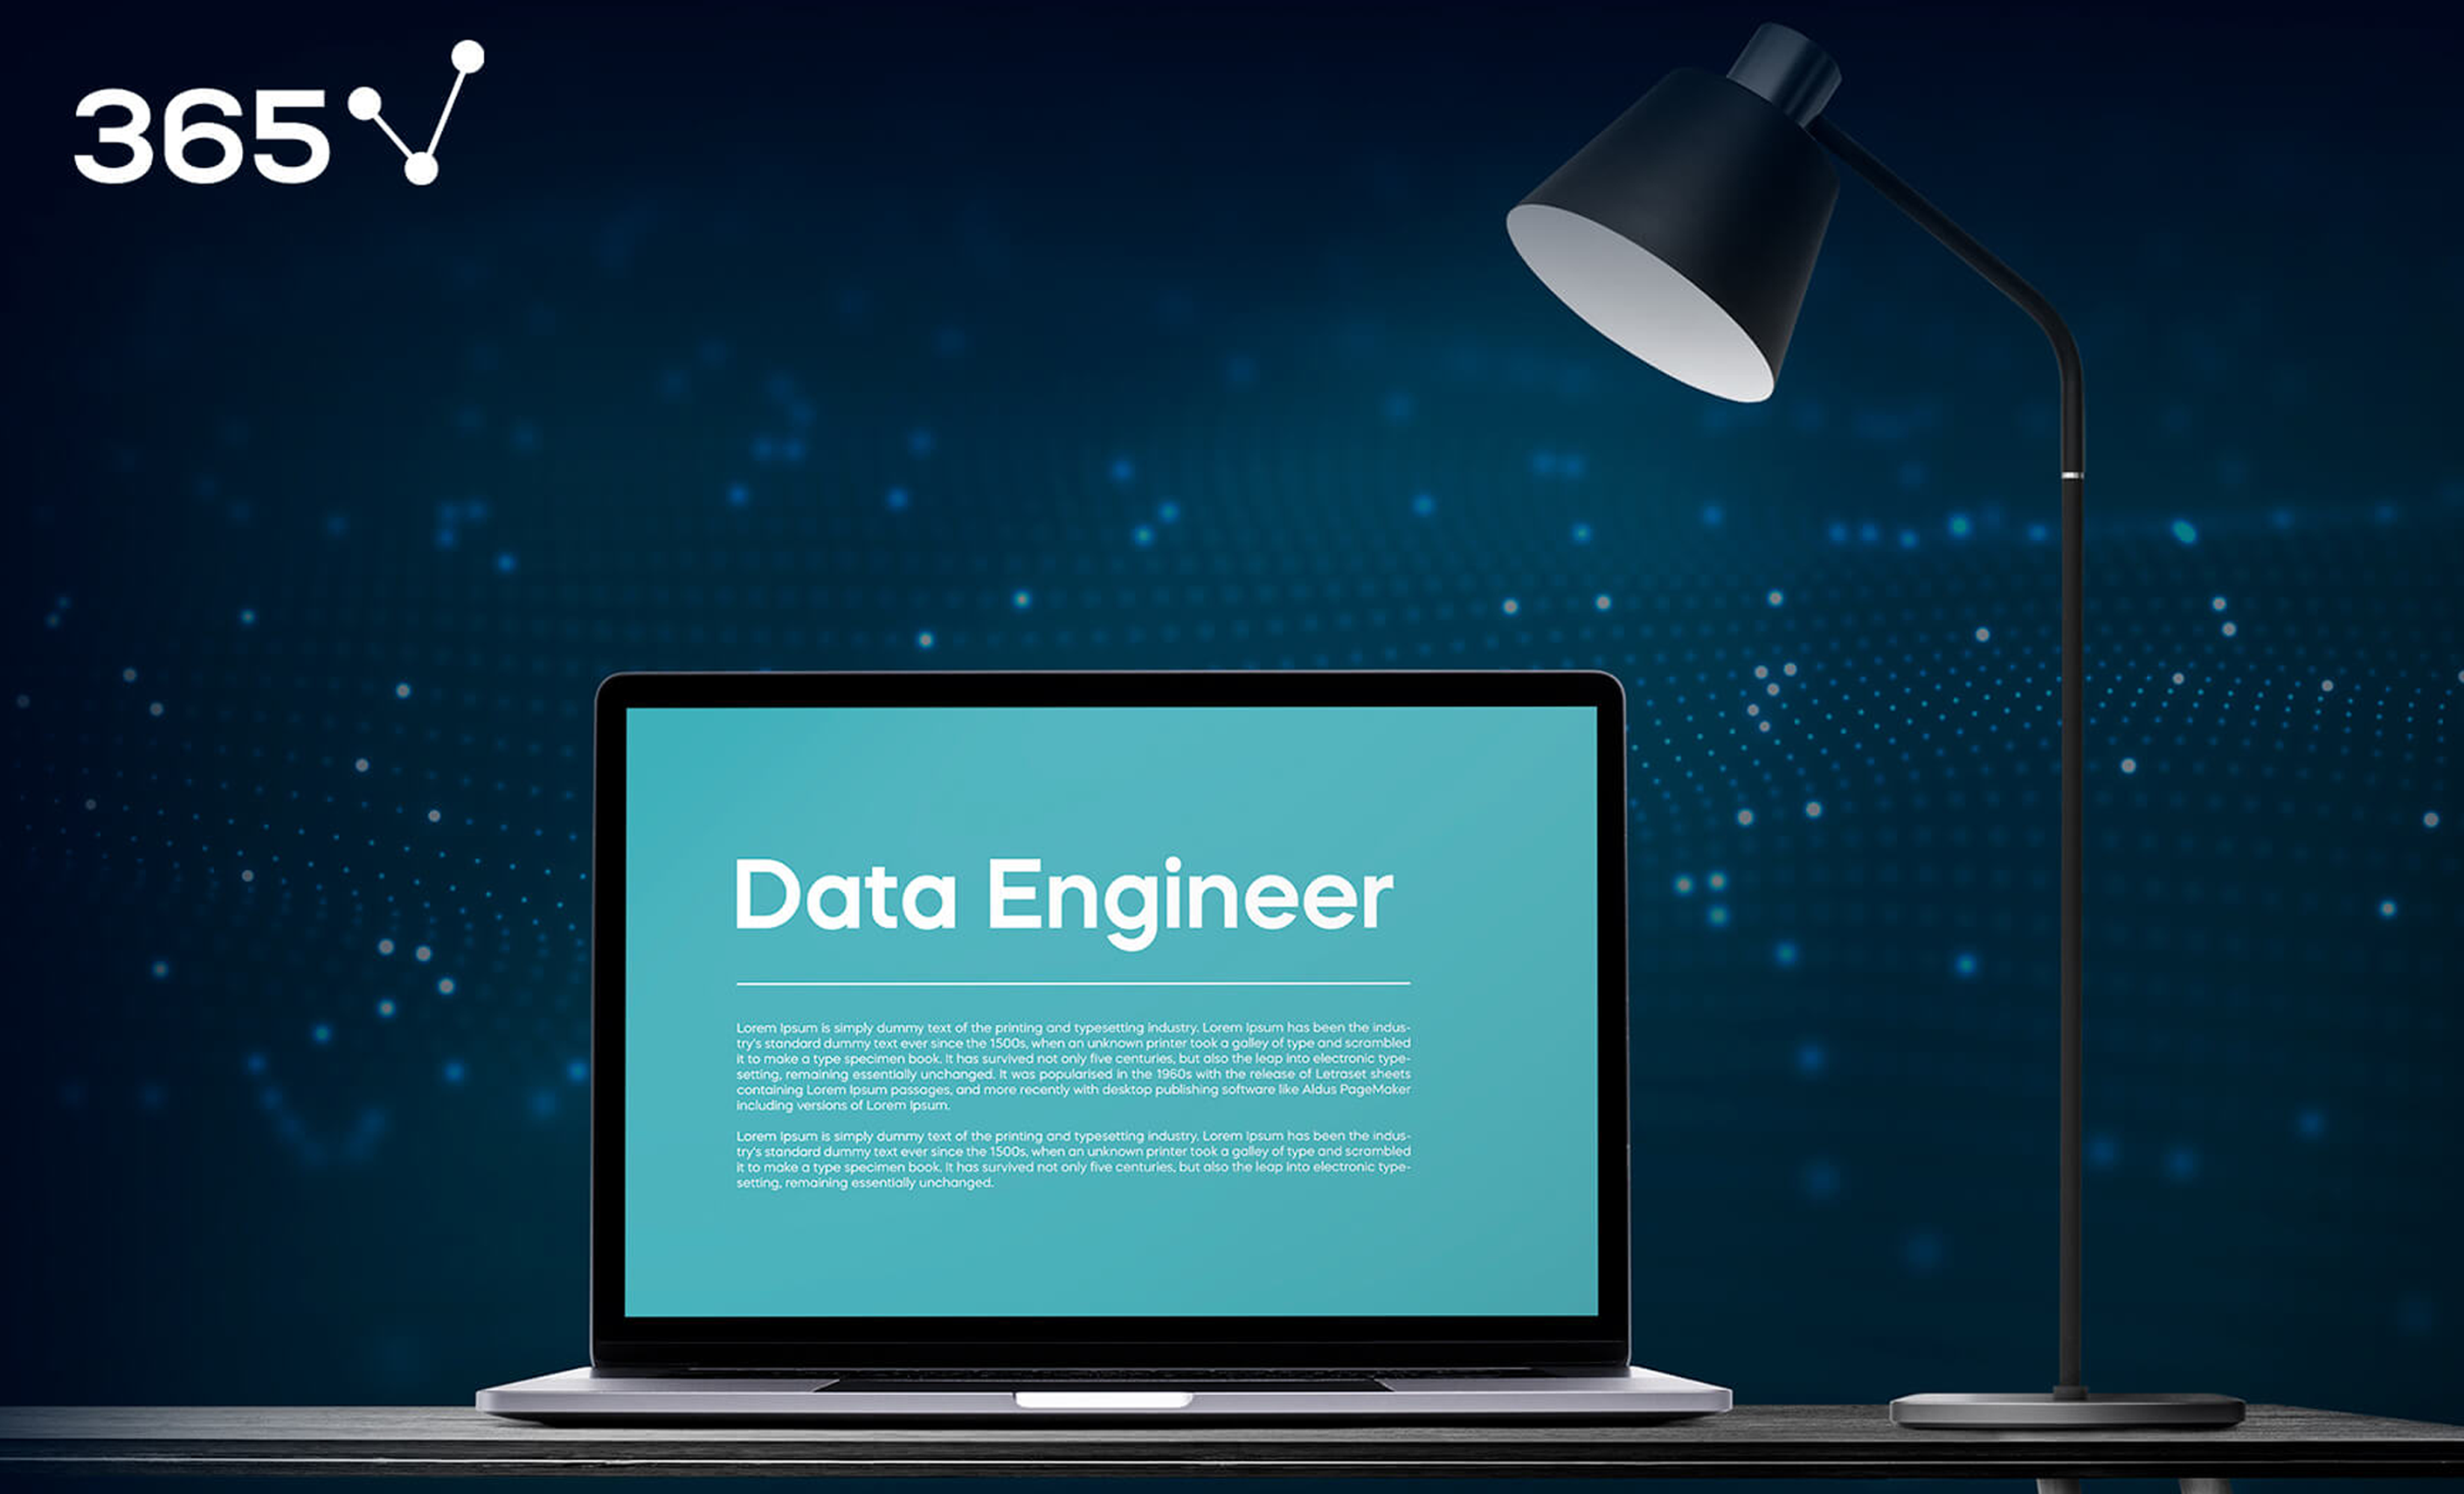 365
Data Engineer
Lorem Ipsum is simply dummy text of the printing and typesetting industry. Lorem Ipsum has been the indus-
try's standard dummy text ever since the 1500s, when an unknown printer took a galley of type and scrambled
it to make a type specimen book. It has survived not only five centuries, but also the leap into electronic type-
setting, remaining essentially unchanged. It was popularised in the 1960s with the release of Letraset sheets
containing Lorem Ipsum passages, and more recently with desktop publishing software like Aldus PageMaker
including versions of Lorem Ipsum.
Lorem Ipsum is simply dummy text of the printing and typesetting industry. Lorem Ipsum has been the indus-
try's standard dummy text ever since the 1500s, when an unknown printer took a galley of type and scrambled
it to make a type specimen book. It has survived not only five centuries, but also the leap into electronic type-
setting, remaining essentially unchanged.